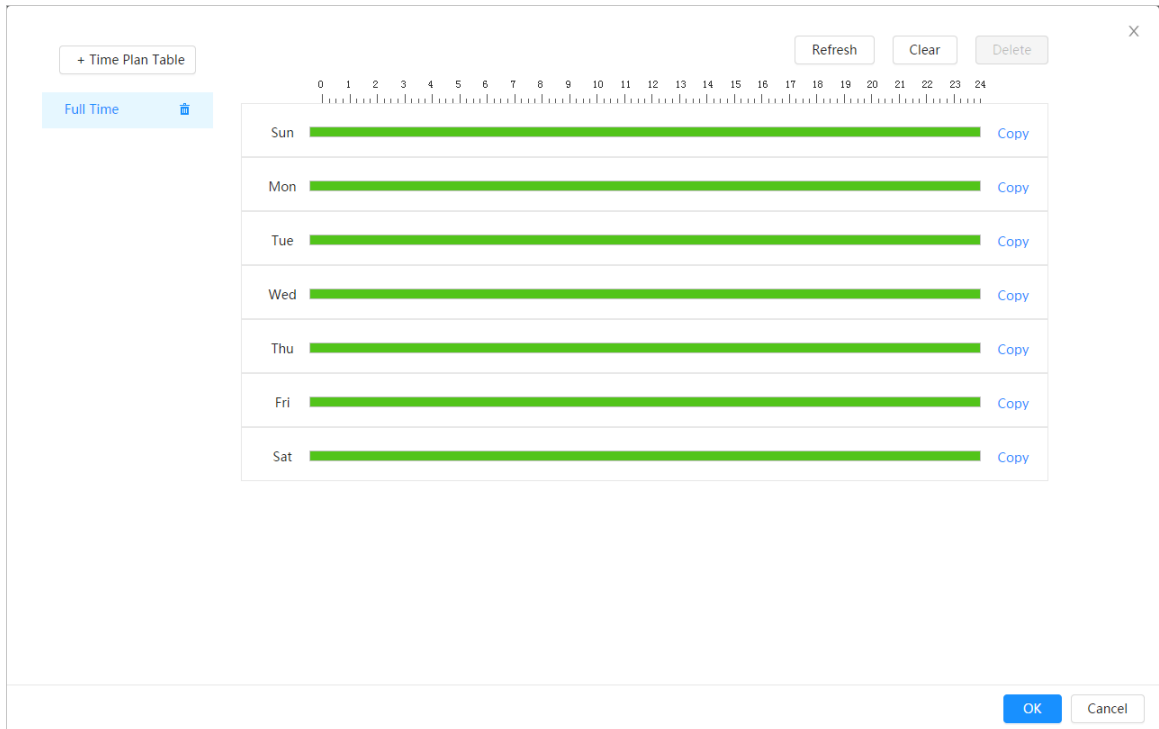 + Time Plan Table
Refresh
Clear
Delete
Full Time
0 1 2 3 4 5 6 7 8 9 10 11 12 13 14 15 16 17 18 19 20 21 22 23 24
Sun Copy
Mon Copy
Tue Copy
Wed Copy
Thu Copy
Fri Copy
Sat Copy
OK
Cancel